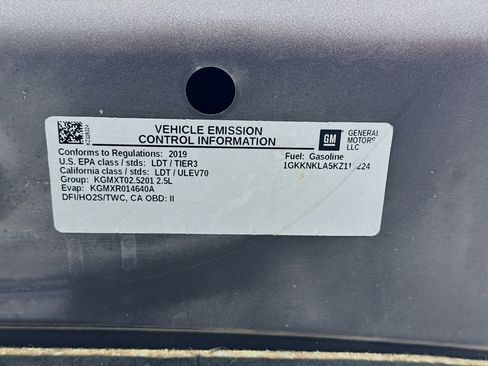 VEHICLE EMISSION
CONTROL INFORMATION
GM
GENERAL
MOTORS
LLC
Conforms to Regulations: 2019
U.S. EPA class / stds: LDT / TIER3
California class / stds: LDT / ULEV70
Group: KGMXT02.5201 2.5L
Evap: KGMXR014640A
DFI/HO2S/TWC, CA OBD: II
Fuel: Gasoline